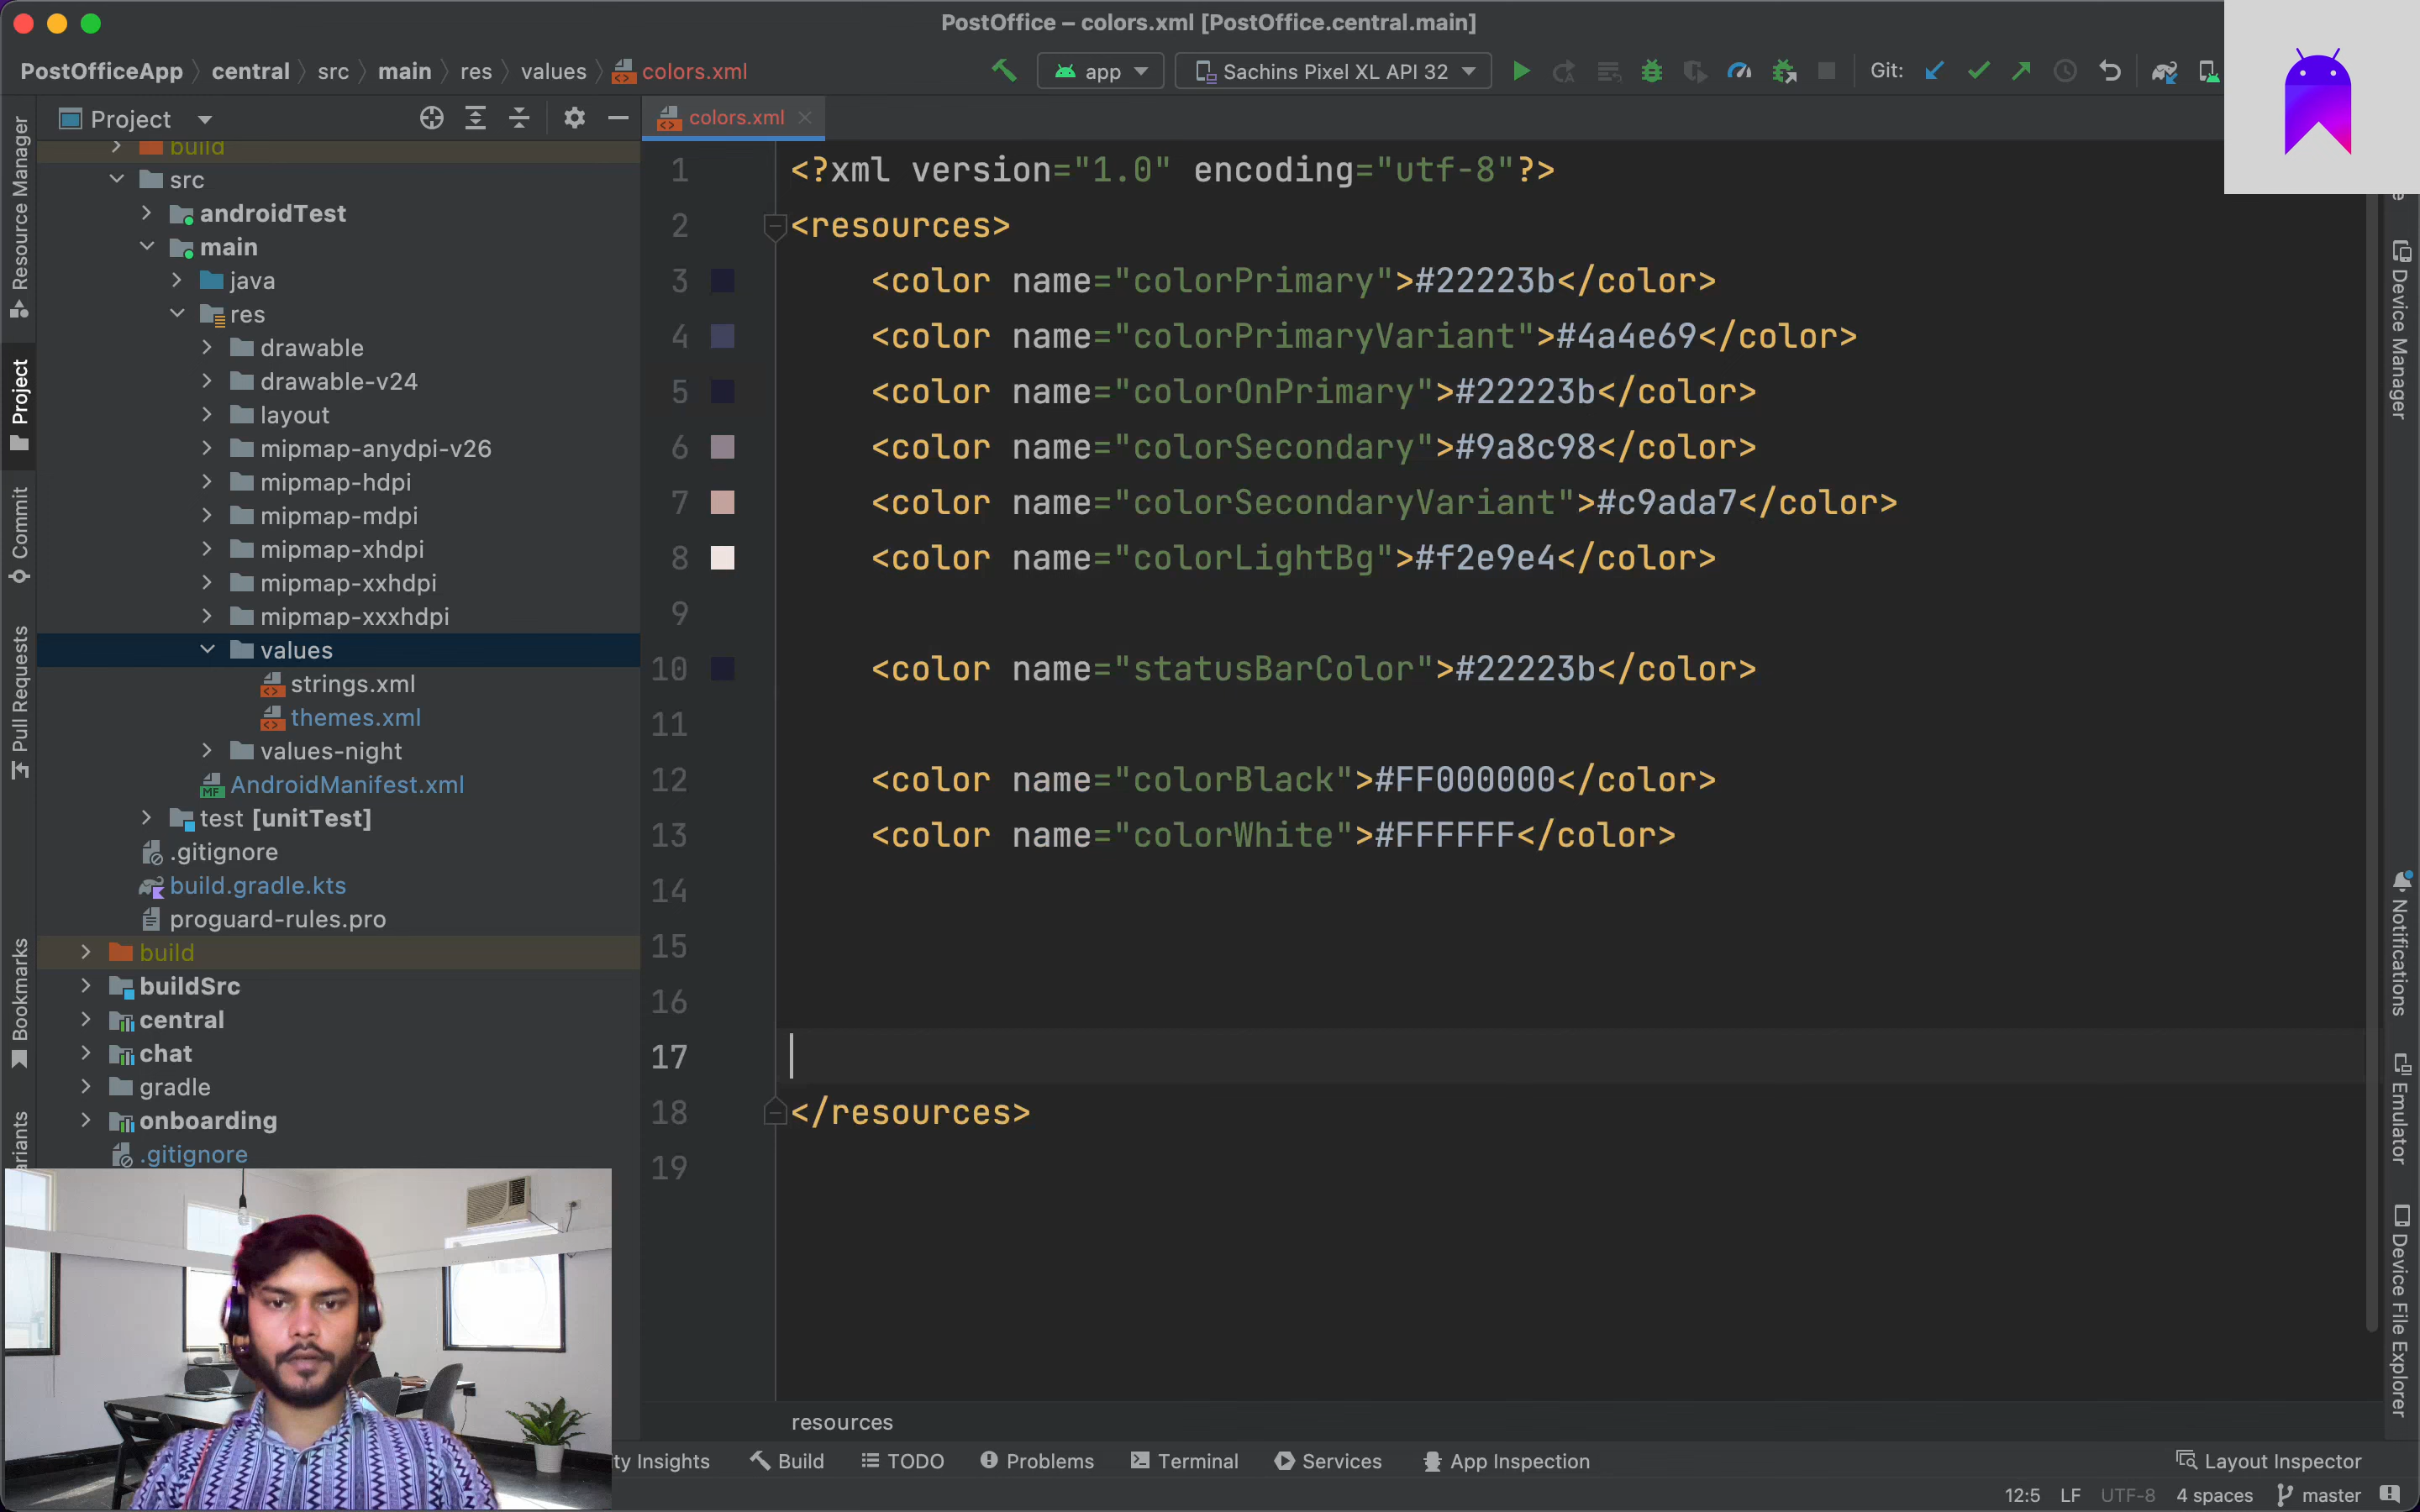 PostOffice – colors.xml [PostOffice.central.main]
PostOfficeApp central src main res values colors.xml
app
Sachins Pixel XL API 32
Git:
Project
colors.xml
Resource Manager
Project
Commit
Pull Requests
Bookmarks
build
src
androidTest
main
java
res
drawable
drawable-v24
layout
mipmap-anydpi-v26
mipmap-hdpi
mipmap-mdpi
mipmap-xhdpi
mipmap-xxhdpi
mipmap-xxxhdpi
values
strings.xml
themes.xml
values-night
AndroidManifest.xml
test [unitTest]
.gitignore
build.gradle.kts
proguard-rules.pro
build
buildSrc
central
chat
gradle
onboarding
.gitignore
1 <?xml version="1.0" encoding="utf-8"?>
2 <resources>
3 <color name="colorPrimary">#22223b</color>
4 <color name="colorPrimaryVariant">#4a4e69</color>
5 <color name="colorOnPrimary">#22223b</color>
6 <color name="colorSecondary">#9a8c98</color>
7 <color name="colorSecondaryVariant">#c9ada7</color>
8 <color name="colorLightBg">#f2e9e4</color>
9
10 <color name="statusBarColor">#22223b</color>
11
12 <color name="colorBlack">#FF000000</color>
13 <color name="colorWhite">#FFFFFF</color>
14
15
16
17
18 </resources>
19
Device Manager
Notifications
Emulator
Device File Explorer
resources
ty Insights
Build
TODO
Problems
Terminal
Services
App Inspection
Layout Inspector
12:5 LF UTF-8 4 spaces master